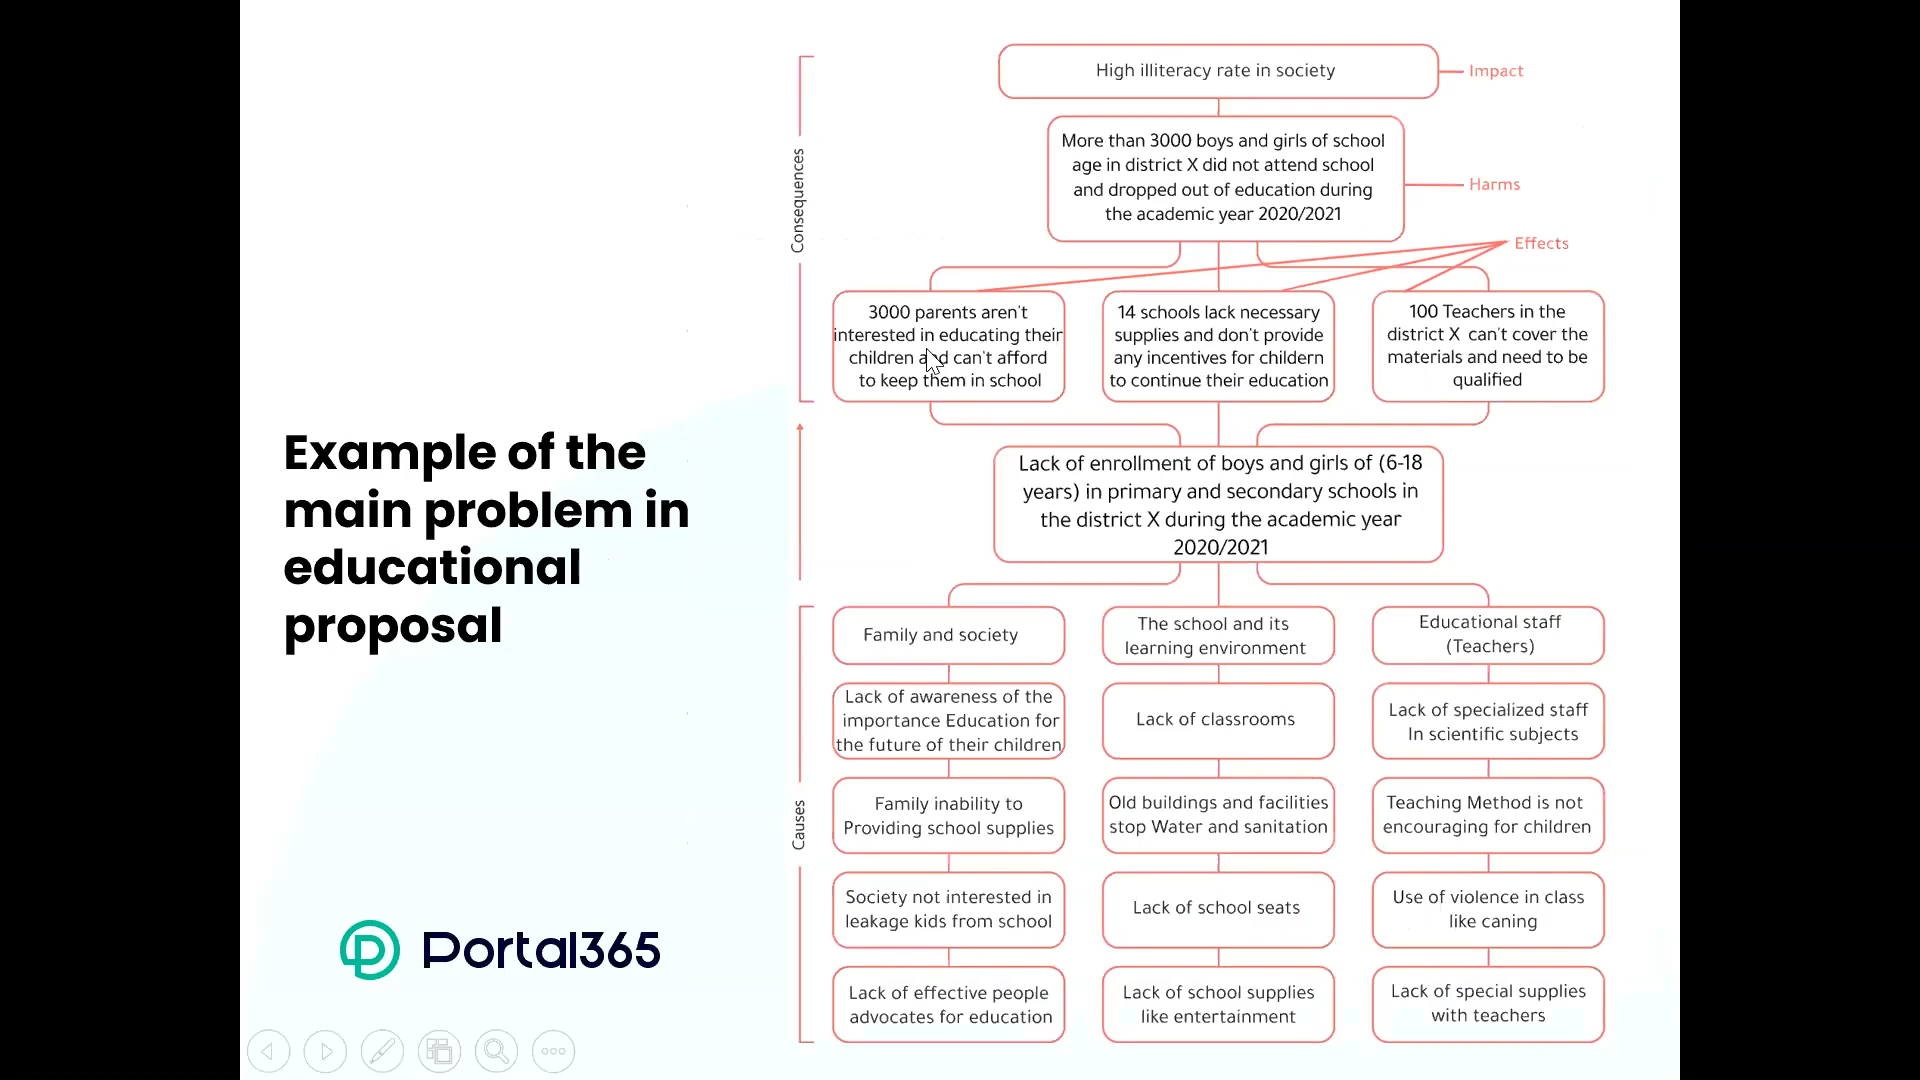 Example of the
main problem in
educational
proposal
Portal365
Consequences
Causes
High illiteracy rate in society
Impact
More than 3000 boys and girls of school
age in district X did not attend school
and dropped out of education during
the academic year 2020/2021
Harms
Effects
3000 parents aren't
interested in educating their
children and can't afford
to keep them in school
14 schools lack necessary
supplies and don't provide
any incentives for childern
to continue their education
100 Teachers in the
district X can't cover the
materials and need to be
qualified
Lack of enrollment of boys and girls of (6-18
years) in primary and secondary schools in
the district X during the academic year
2020/2021
Family and society
Lack of awareness of the
importance Education for
the future of their children
Family inability to
Providing school supplies
Society not interested in
leakage kids from school
Lack of effective people
advocates for education
The school and its
learning environment
Lack of classrooms
Old buildings and facilities
stop Water and sanitation
Lack of school seats
Lack of school supplies
like entertainment
Educational staff
(Teachers)
Lack of specialized staff
In scientific subjects
Teaching Method is not
encouraging for children
Use of violence in class
like caning
Lack of special supplies
with teachers